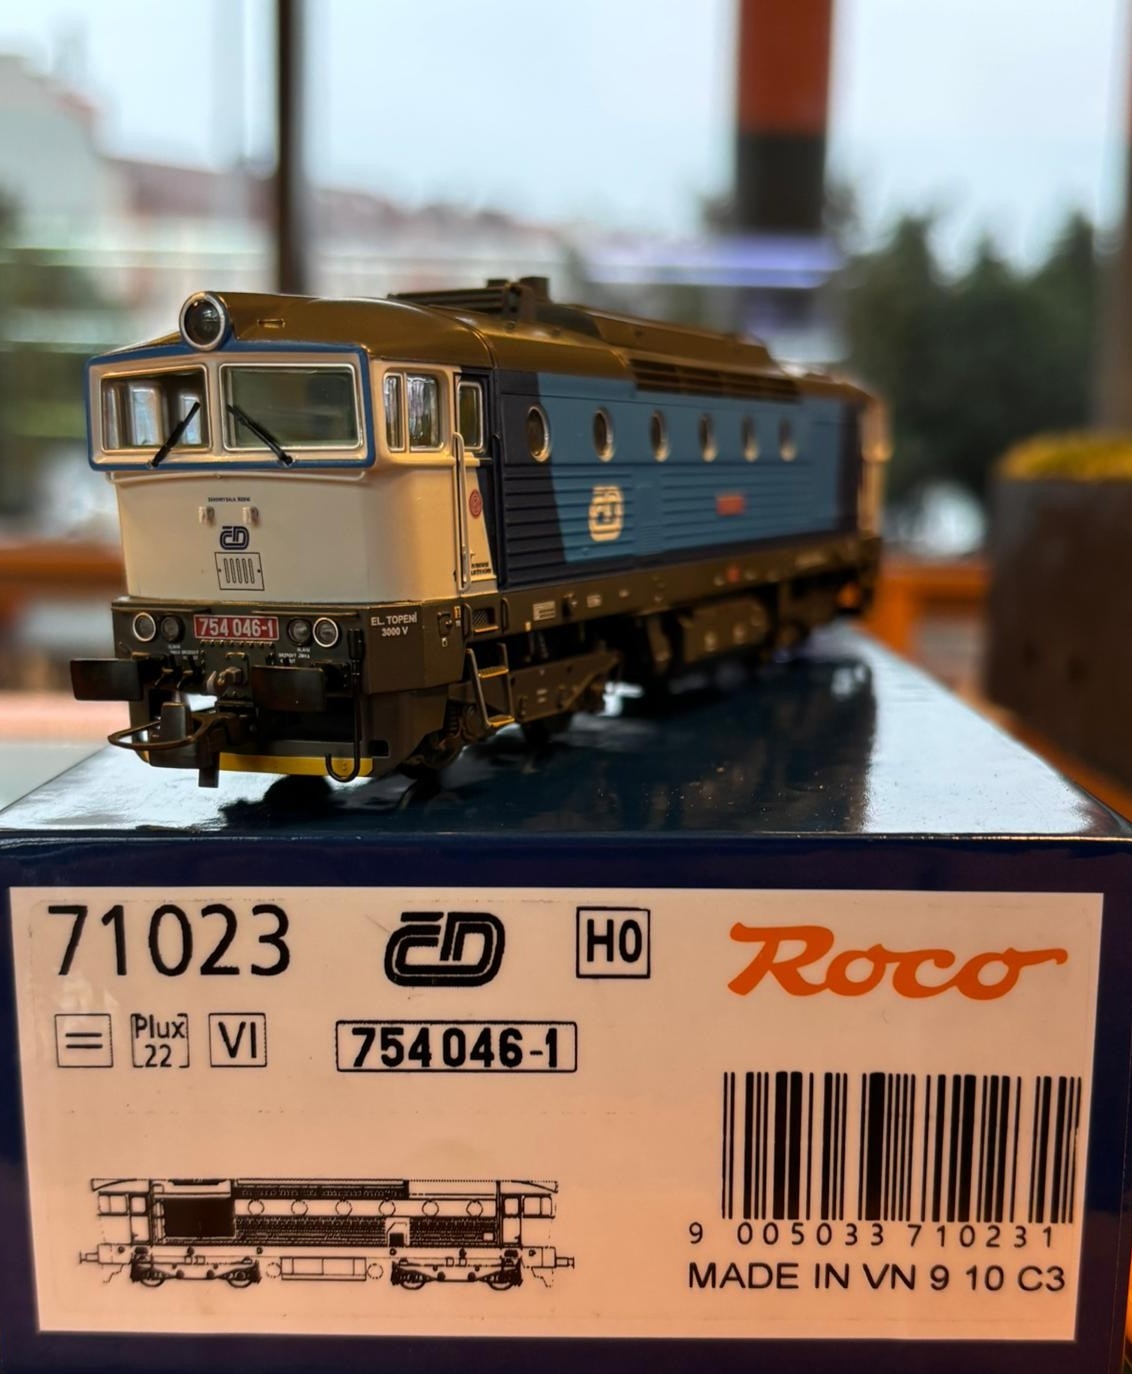 ČD
754 046-1
EL. TOPENÍ
3000 V
71023
ČD
H0
Roco
=
Plux
22
VI
754 046-1
9 005033 710231
MADE IN VN 9 10 C3